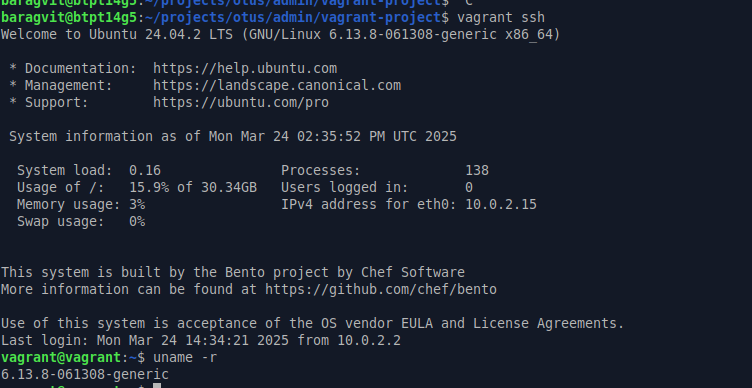 baragvit@btpt14g5:~/projects/otus/admin/vagrant-project$ ^C
baragvit@btpt14g5:~/projects/otus/admin/vagrant-project$ vagrant ssh
Welcome to Ubuntu 24.04.2 LTS (GNU/Linux 6.13.8-061308-generic x86_64)
* Documentation:  https://help.ubuntu.com
* Management:     https://landscape.canonical.com
* Support:        https://ubuntu.com/pro
System information as of Mon Mar 24 02:35:52 PM UTC 2025
System load:  0.16               Processes:             138
Usage of /:   15.9% of 30.34GB   Users logged in:       0
Memory usage: 3%                 IPv4 address for eth0: 10.0.2.15
Swap usage:   0%
This system is built by the Bento project by Chef Software
More information can be found at https://github.com/chef/bento
Use of this system is acceptance of the OS vendor EULA and License Agreements.
Last login: Mon Mar 24 14:34:21 2025 from 10.0.2.2
vagrant@vagrant:~$ uname -r
6.13.8-061308-generic
vagrant@vagrant:~$